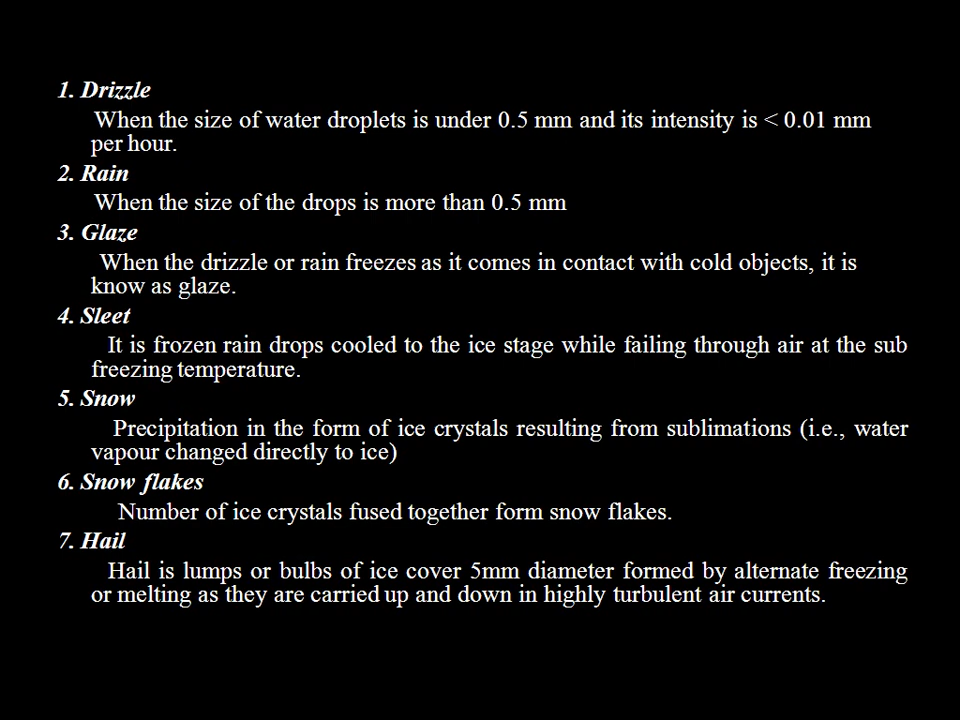 1. Drizzle
When the size of water droplets is under 0.5 mm and its intensity is < 0.01 mm
per hour.
2. Rain
When the size of the drops is more than 0.5 mm
3. Glaze
When the drizzle or rain freezes as it comes in contact with cold objects, it is
know as glaze.
4. Sleet
It is frozen rain drops cooled to the ice stage while failing through air at the sub
freezing temperature.
5. Snow
Precipitation in the form of ice crystals resulting from sublimations (i.e., water
vapour changed directly to ice)
6. Snow flakes
Number of ice crystals fused together form snow flakes.
7. Hail
Hail is lumps or bulbs of ice cover 5mm diameter formed by alternate freezing
or melting as they are carried up and down in highly turbulent air currents.